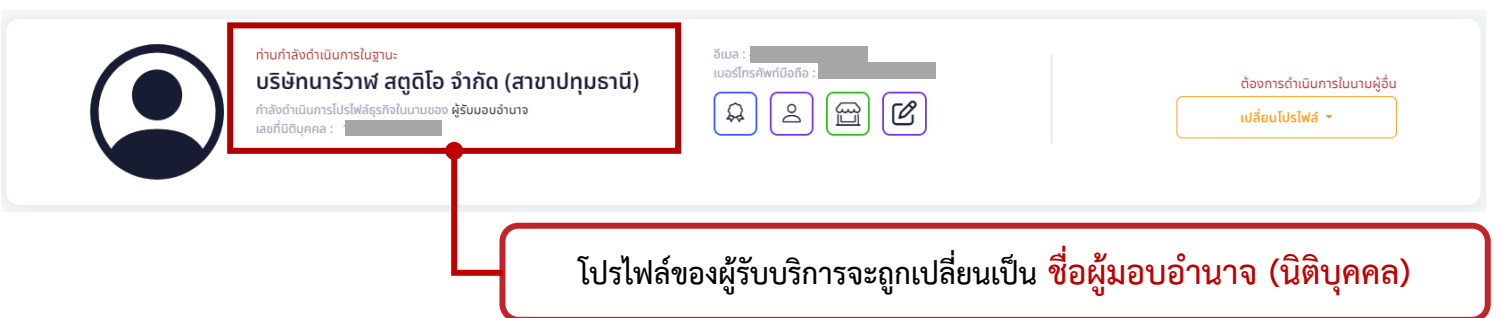 ท่านกำลังดำเนินการในฐานะ
บริษัทนาร์วาฬ สตูดิโอ จำกัด (สาขาปทุมธานี)
กำลังดำเนินการโปรไฟล์ธุรกิจในนามของ ผู้รับมอบอำนาจ
เลขที่นิติบุคคล :
อีเมล :
เบอร์โทรศัพท์มือถือ :
ต้องการดำเนินการในนามผู้อื่น
เปลี่ยนโปรไฟล์
โปรไฟล์ของผู้รับบริการจะถูกเปลี่ยนเป็น ชื่อผู้มอบอำนาจ (นิติบุคคล)